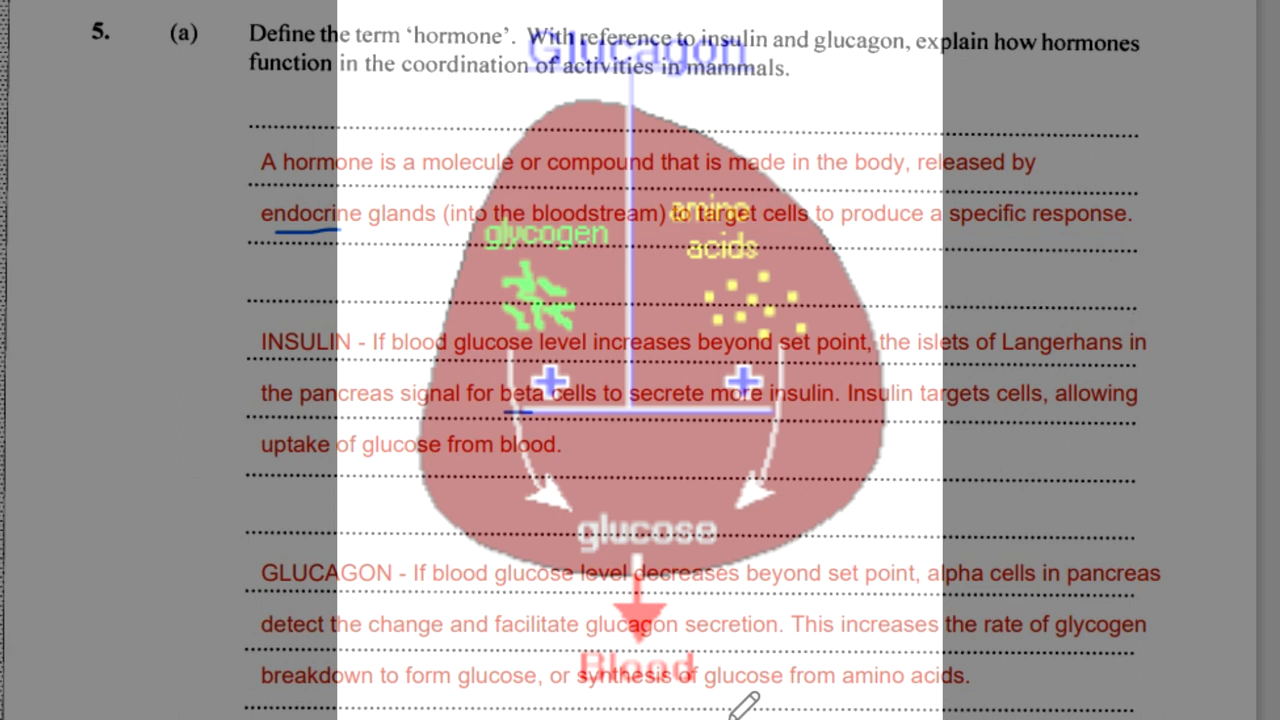 5. (a) Define the term ‘hormone’. With reference to insulin and glucagon, explain how hormones
function in the coordination of activities in mammals.
Glucagon
A hormone is a molecule or compound that is made in the body, released by
endocrine glands (into the bloodstream) to target cells to produce a specific response.
amino
acids
glycogen
INSULIN - If blood glucose level increases beyond set point, the islets of Langerhans in
the pancreas signal for beta cells to secrete more insulin. Insulin targets cells, allowing
+ +
uptake of glucose from blood.
glucose
GLUCAGON - If blood glucose level decreases beyond set point, alpha cells in pancreas
detect the change and facilitate glucagon secretion. This increases the rate of glycogen
breakdown to form glucose, or synthesis of glucose from amino acids.
Blood